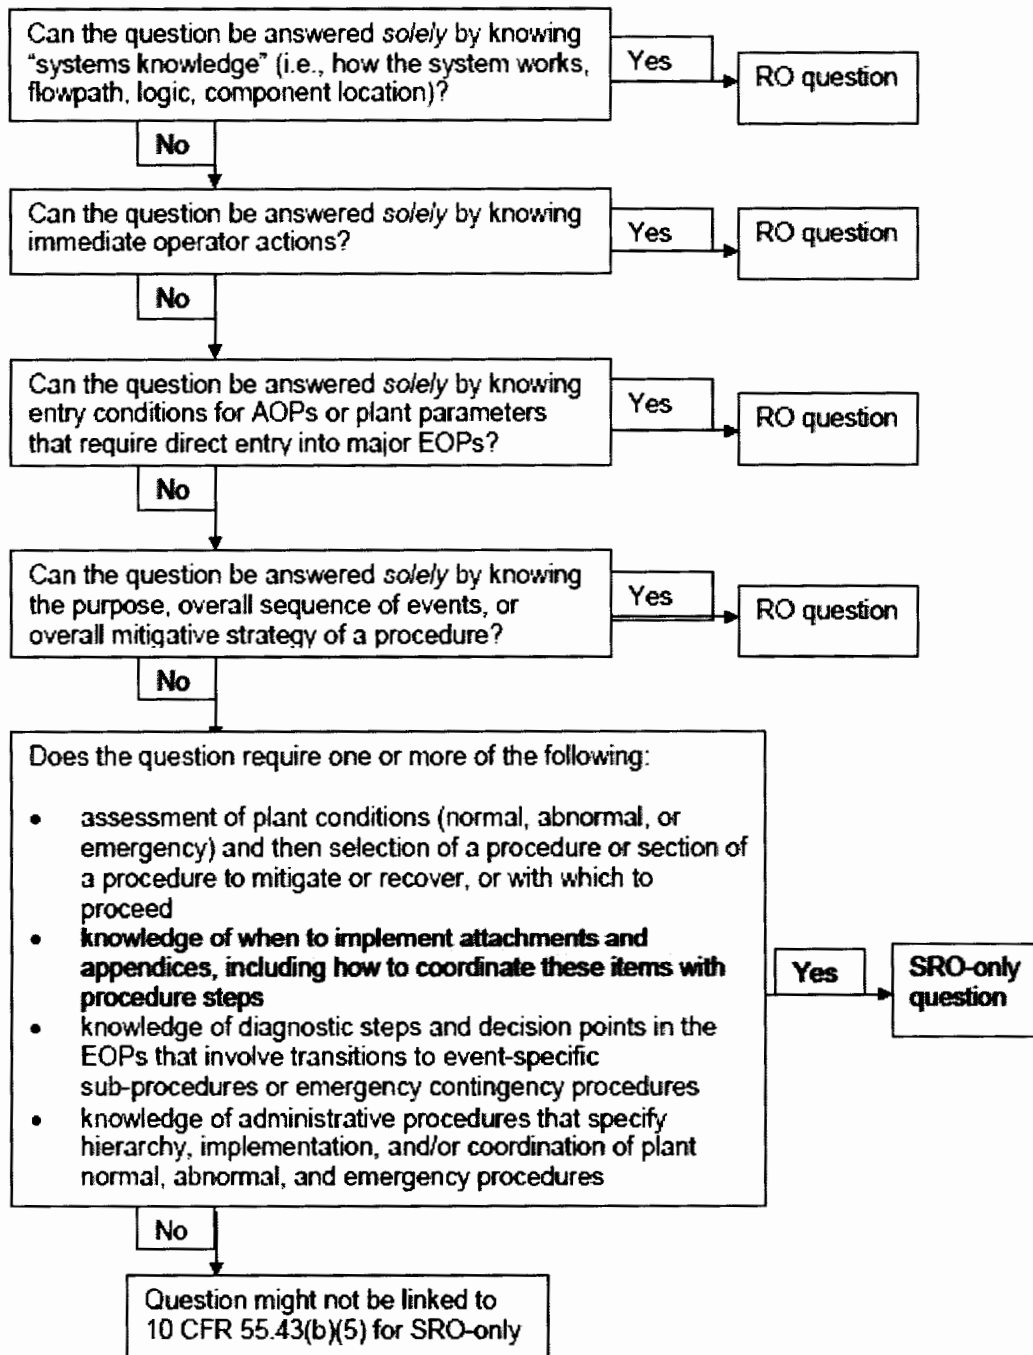 Can the question be answered solely by knowing
“systems knowledge” (i.e., how the system works,
flowpath, logic, component location)?
Yes
RO question
No
Can the question be answered solely by knowing
immediate operator actions?
Yes
RO question
No
Can the question be answered solely by knowing
entry conditions for AOPs or plant parameters
that require direct entry into major EOPs?
Yes
RO question
No
Can the question be answered solely by knowing
the purpose, overall sequence of events, or
overall mitigative strategy of a procedure?
Yes
RO question
No
Does the question require one or more of the following:
• assessment of plant conditions (normal, abnormal, or
emergency) and then selection of a procedure or section of
a procedure to mitigate or recover, or with which to
proceed
• knowledge of when to implement attachments and
appendices, including how to coordinate these items with
procedure steps
• knowledge of diagnostic steps and decision points in the
EOPs that involve transitions to event-specific
sub-procedures or emergency contingency procedures
• knowledge of administrative procedures that specify
hierarchy, implementation, and/or coordination of plant
normal, abnormal, and emergency procedures
Yes
SRO-only
question
No
Question might not be linked to
10 CFR 55.43(b)(5) for SRO-only